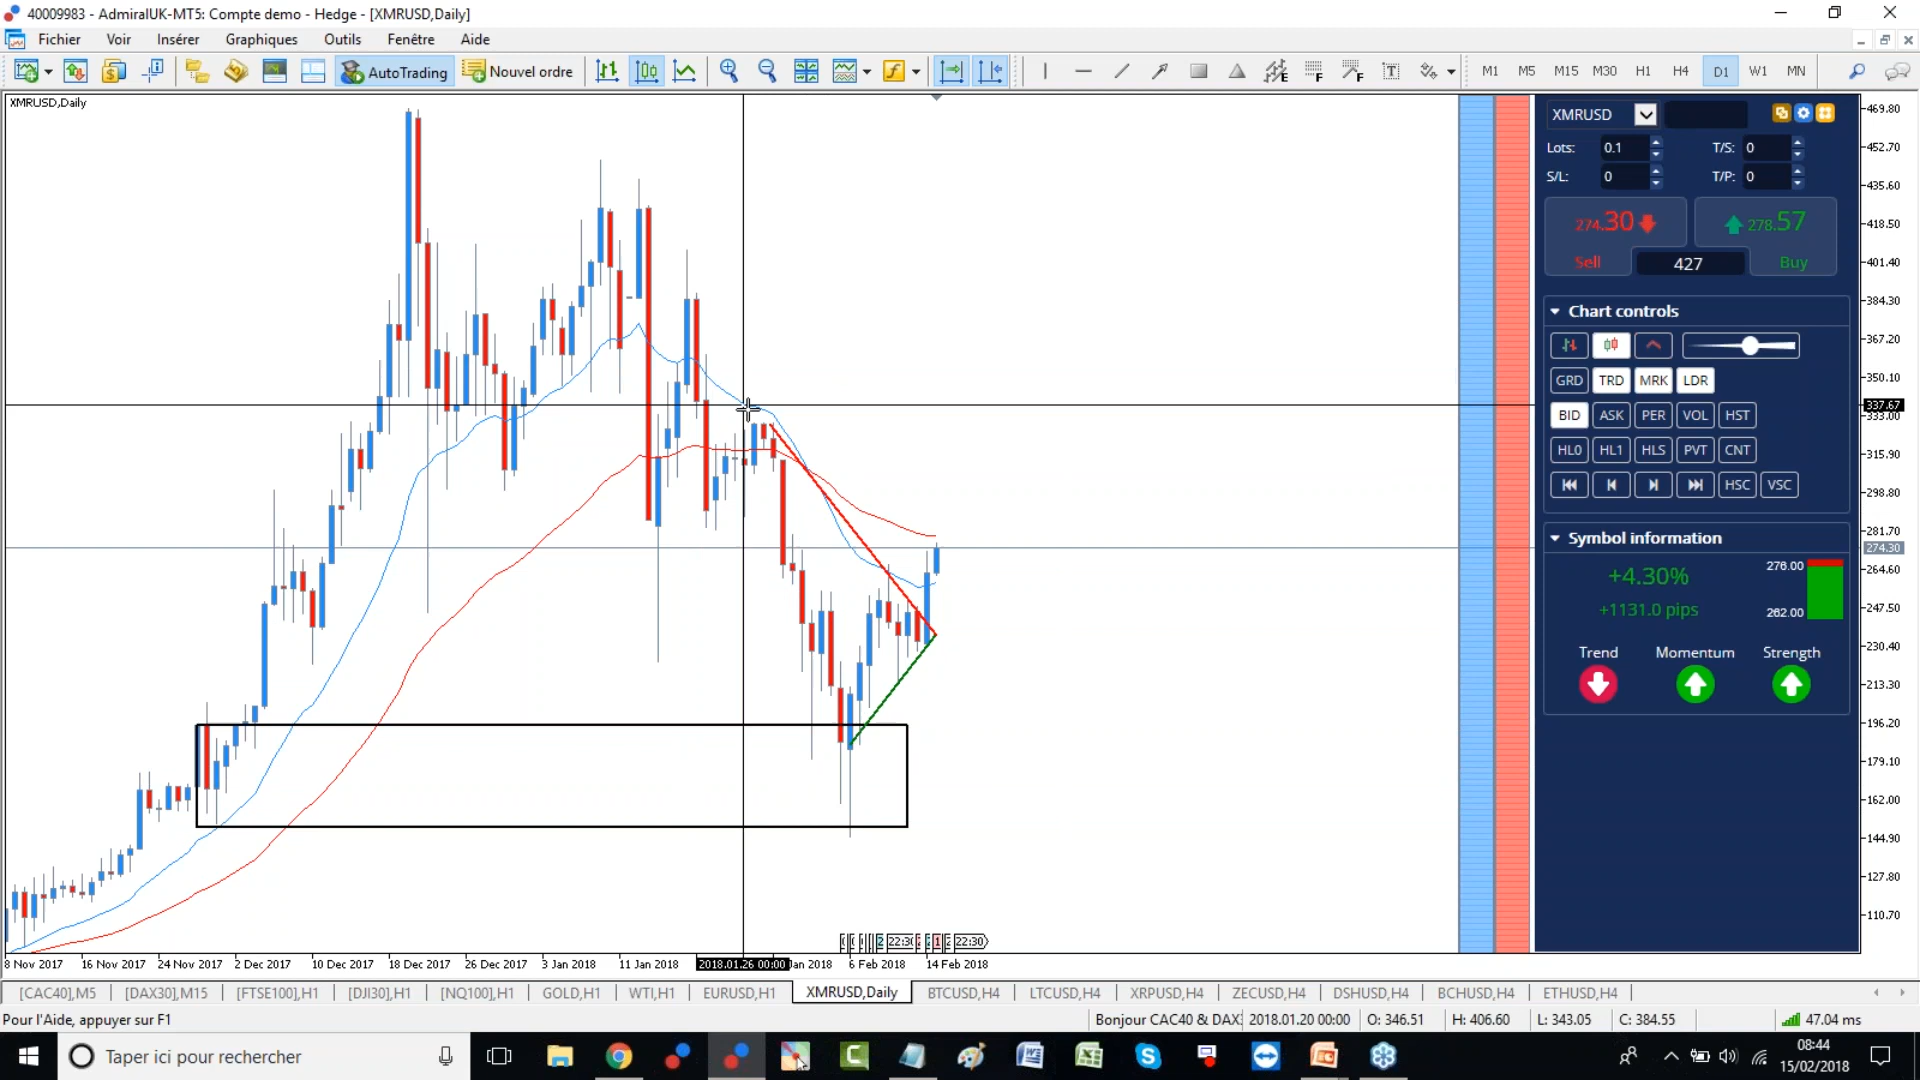 40009983 - AdmiralUK-MT5: Compte demo - Hedge - [XMRUSD,Daily]
Fichier Voir Insérer Graphiques Outils Fenêtre Aide
AutoTrading Nouvel ordre M1 M5 M15 M30 H1 H4 D1 W1 MN
XMRUSD,Daily
469.80
452.70
435.60
418.50
401.40
384.30
367.20
350.10
337.67
333.00
315.90
298.80
281.70
274.30
264.60
247.50
230.40
213.30
196.20
179.10
162.00
144.90
127.80
110.70
XMRUSD
Lots: 0.1 T/S: 0
S/L: 0 T/P: 0
274.30 278.57
Sell 427 Buy
Chart controls
GRD TRD MRK LDR
BID ASK PER VOL HST
HL0 HL1 HLS PVT CNT
HSC VSC
Symbol information
+4.30% 276.00
+1131.0 pips 262.00
Trend Momentum Strength
22:30 22:30
8 Nov 2017 16 Nov 2017 24 Nov 2017 2 Dec 2017 10 Dec 2017 18 Dec 2017 26 Dec 2017 3 Jan 2018 11 Jan 2018 2018.01.26 00:00 Jan 2018 6 Feb 2018 14 Feb 2018
[CAC40],M5 [DAX30],M15 [FTSE100],H1 [DJI30],H1 [NQ100],H1 GOLD,H1 WTI,H1 EURUSD,H1 XMRUSD,Daily BTCUSD,H4 LTCUSD,H4 XRPUSD,H4 ZECUSD,H4 DSHUSD,H4 BCHUSD,H4 ETHUSD,H4
Pour l'Aide, appuyer sur F1 Bonjour CAC40 & DAX 2018.01.20 00:00 O: 346.51 H: 406.60 L: 343.05 C: 384.55 47.04 ms
Taper ici pour rechercher 08:44
15/02/2018